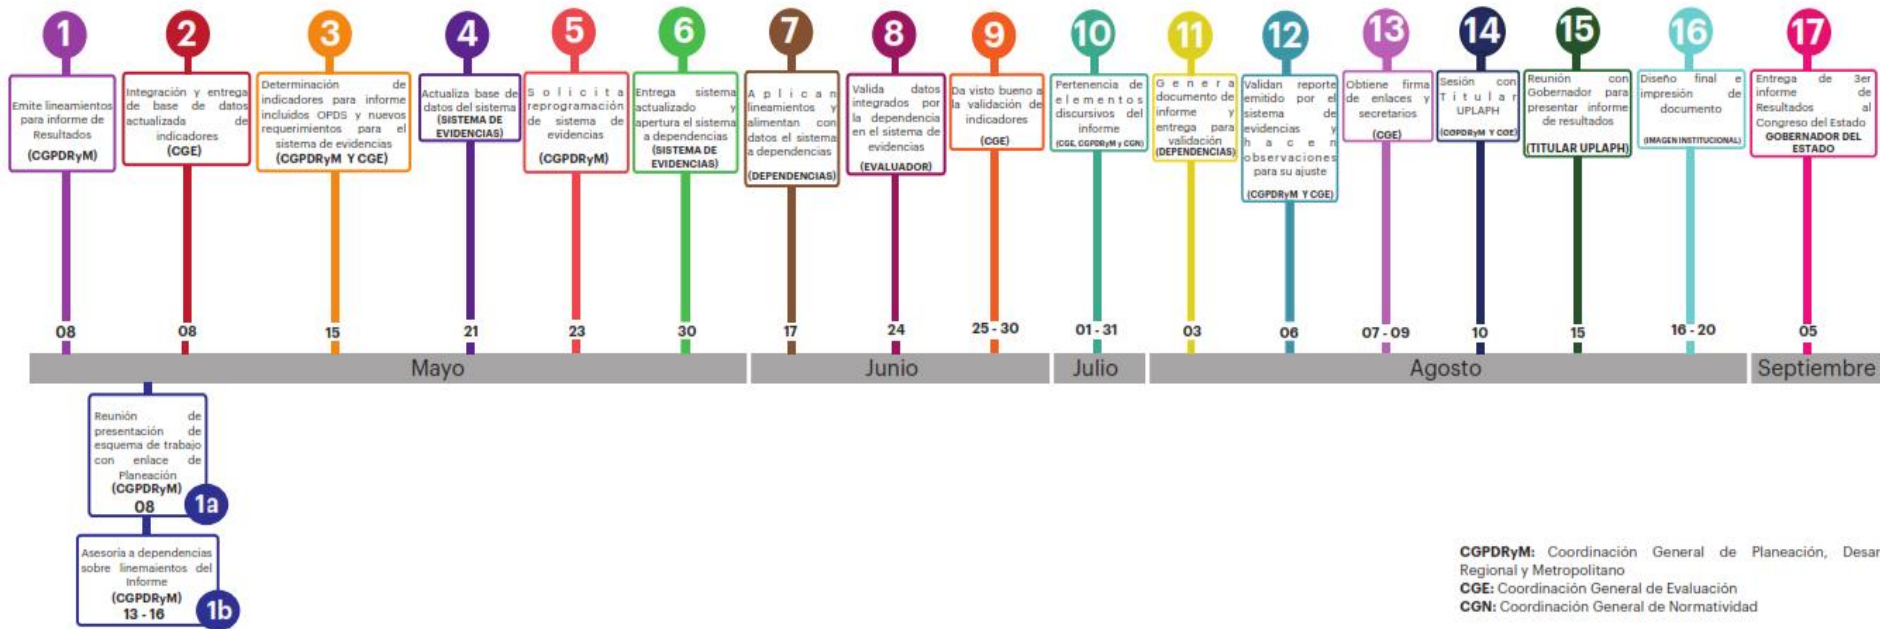 1
Emite lineamientos
para informe de
Resultados
(CGPDRyM)
08
2
Integración y entrega
de base de datos
actualizada de
indicadores
(CGE)
08
3
Determinación de
indicadores para informe
incluidos OPDS y nuevos
requerimientos para el
sistema de evidencias
(CGPDRyM Y CGE)
15
4
Actualiza base de
datos del sistema
(SISTEMA DE
EVIDENCIAS)
21
5
Solicita
reprogramación
de sistema de
evidencias
(CGPDRyM)
23
6
Entrega sistema
actualizado y
apertura el sistema
a dependencias
(SISTEMA DE
EVIDENCIAS)
30
7
Aplican
lineamientos y
alimentan con
datos el sistema
a dependencias
(DEPENDENCIAS)
17
8
Valida datos
integrados por
la dependencia
en el sistema de
evidencias
(EVALUADOR)
24
9
Da visto bueno a
la validación de
indicadores
(CGE)
25 - 30
10
Pertenencia de
elementos
discursivos del
informe
(CGE, CGPDRyM y CGN)
01 - 31
11
Genera
documento de
informe y
entrega para
validación
(DEPENDENCIAS)
03
12
Validan reporte
emitido por el
sistema de
evidencias y
hacen
observaciones
para su ajuste
(CGPDRyM Y CGE)
06
13
Obtiene firma
de enlaces y
secretarios
(CGE)
07 - 09
14
Sesión con
Titular
UPLAPH
(CGPDRyM Y CGE)
10
15
Reunión con
Gobernador para
presentar informe
de resultados
(TITULAR UPLAPH)
15
16
Diseño final e
impresión de
documento
(IMAGEN INSTITUCIONAL)
16 - 20
17
Entrega de 3er
informe de
Resultados al
Congreso del Estado
GOBERNADOR DEL
ESTADO
05
Mayo
Junio
Julio
Agosto
Septiembre
Reunión de
presentación de
esquema de trabajo
con enlace de
Planeación
(CGPDRyM)
08
1a
Asesoría a dependencias
sobre linemaientos del
Informe
(CGPDRyM)
13 - 16
1b
CGPDRyM: Coordinación General de Planeación, Desar
Regional y Metropolitano
CGE: Coordinación General de Evaluación
CGN: Coordinación General de Normatividad